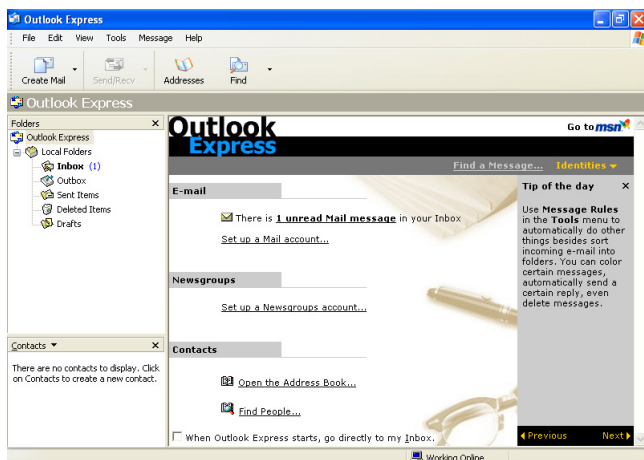 Outlook Express
File Edit View Tools Message Help
Create Mail Send/Recv Addresses Find
Outlook Express
Folders
Outlook Express
Local Folders
Inbox (1)
Outbox
Sent Items
Deleted Items
Drafts
Contacts
There are no contacts to display. Click
on Contacts to create a new contact.
Outlook
Express
Go to msn
Find a Message... Identities
E-mail
There is 1 unread Mail message in your Inbox
Set up a Mail account...
Newsgroups
Set up a Newsgroups account...
Contacts
Open the Address Book...
Find People...
When Outlook Express starts, go directly to my Inbox.
Tip of the day
Use Message Rules
in the Tools menu to
automatically do other
things besides sort
incoming e-mail into
folders. You can color
certain messages,
automatically send a
certain reply, even
delete messages.
Previous Next
Working Online